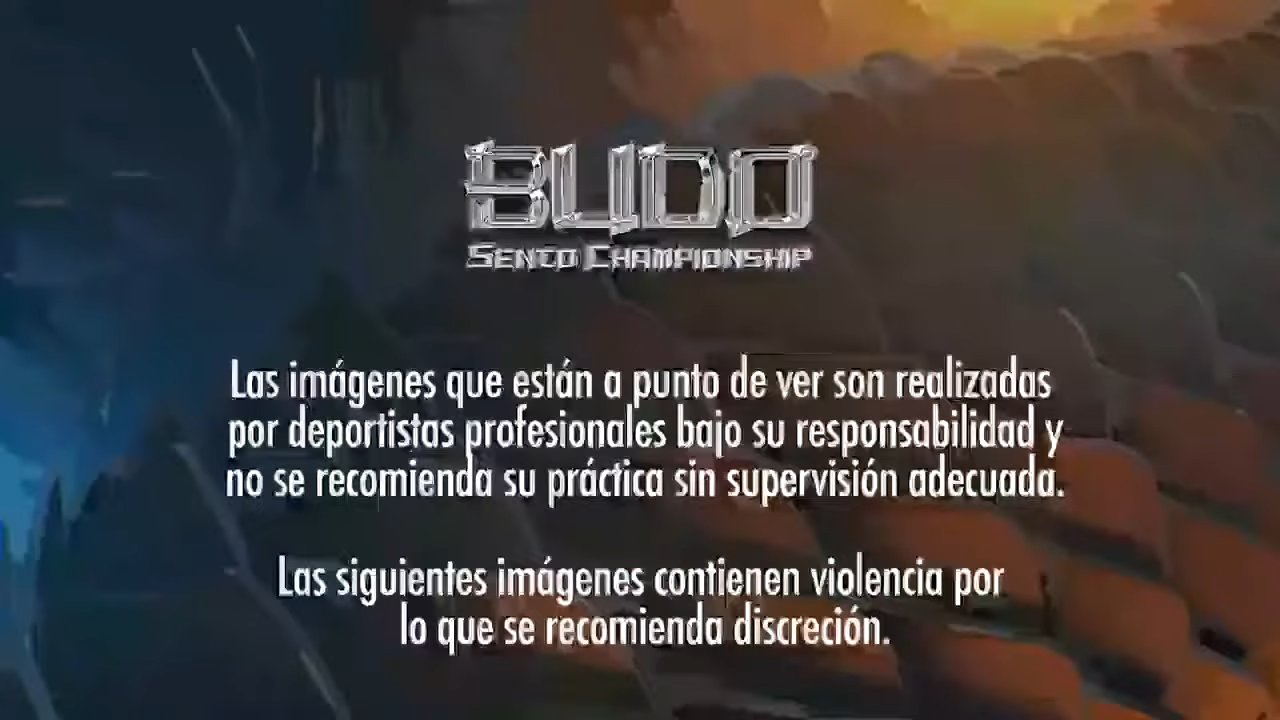 BUDO
SENTO CHAMPIONSHIP
Las imágenes que están a punto de ver son realizadas
por deportistas profesionales bajo su responsabilidad y
no se recomienda su práctica sin supervisión adecuada.
Las siguientes imágenes contienen violencia por
lo que se recomienda discreción.